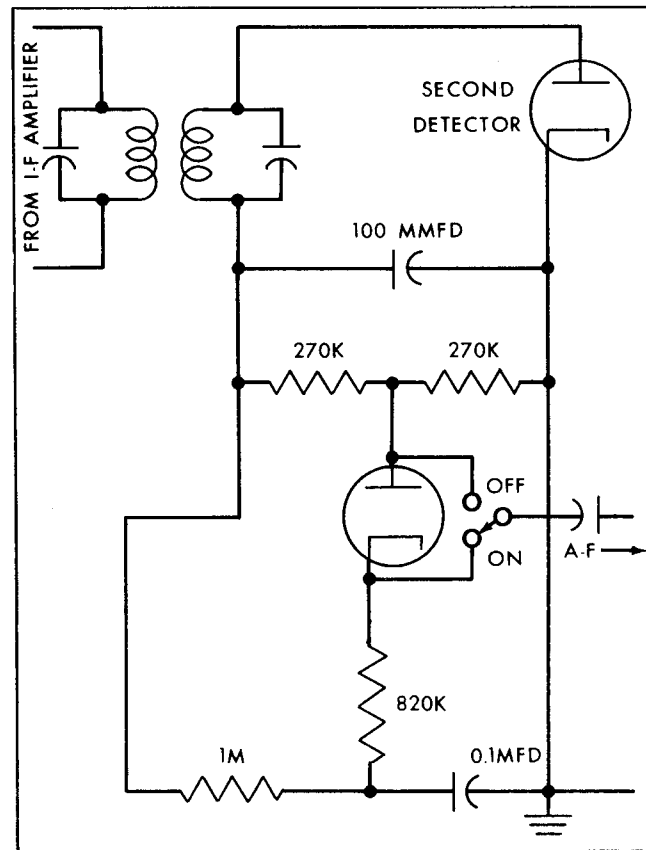 FROM I-F AMPLIFIER
SECOND
DETECTOR
100 MMFD
270K
270K
OFF
ON
A-F
820K
1M
0.1MFD